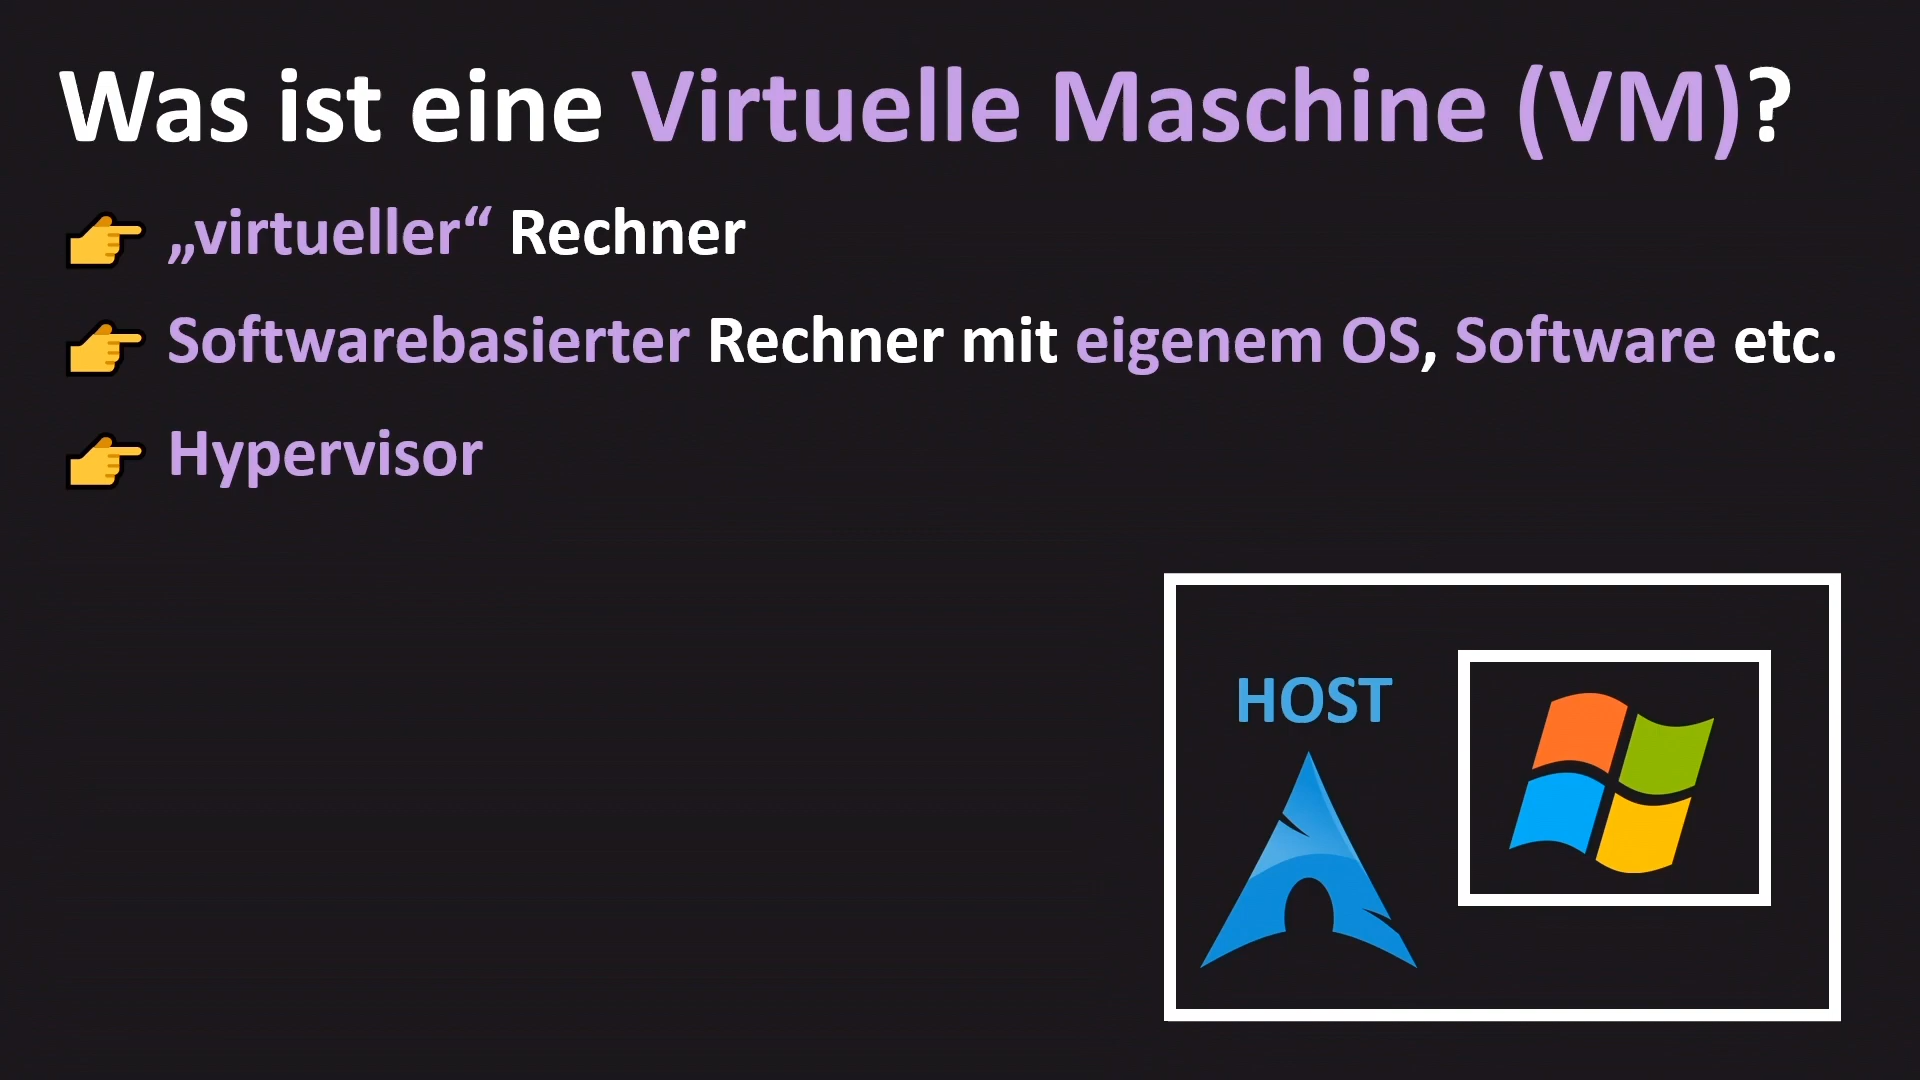 Was ist eine Virtuelle Maschine (VM)?
„virtueller“ Rechner
Softwarebasierter Rechner mit eigenem OS, Software etc.
Hypervisor
HOST